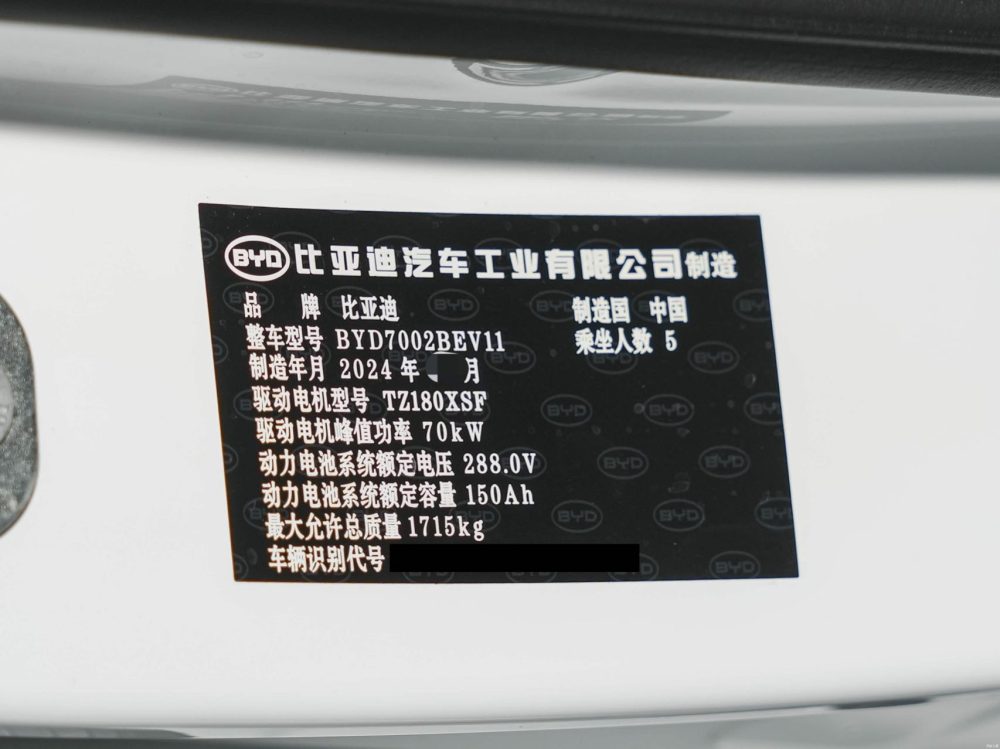 BYD 比亚迪汽车工业有限公司制造
品 牌 比亚迪 制造国 中国
整车型号 BYD7002BEV11 乘坐人数 5
制造年月 2024 年 月
驱动电机型号 TZ180XSF
驱动电机峰值功率 70kW
动力电池系统额定电压 288.0V
动力电池系统额定容量 150Ah
最大允许总质量 1715kg
车辆识别代号